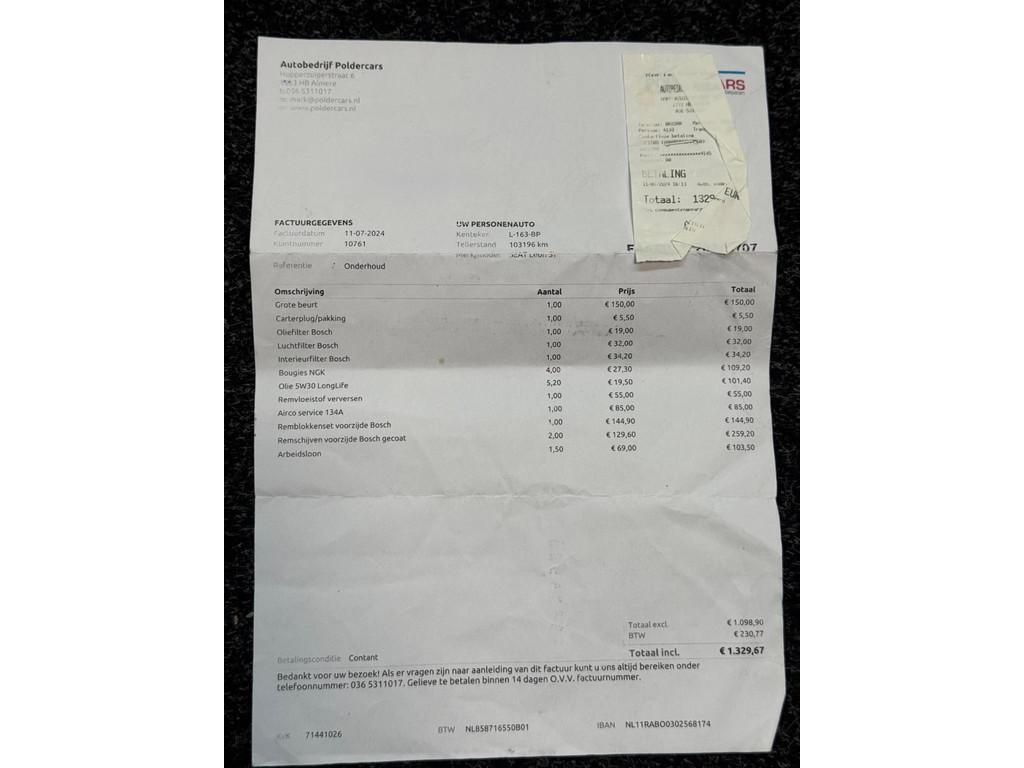 Autobedrijf Poldercars
1363 HB Almere
t: 036 5311017
m: mark@poldercars.nl
w: www.poldercars.nl
ARS
BETALING
Totaal: 1329
EUR
FACTUURGEGEVENS
Factuurdatum 11-07-2024
Klantnummer 10761
UW PERSONENAUTO
Kenteken L-163-BP
Tellerstand 103196 km
Referentie : Onderhoud
Omschrijving Aantal Prijs Totaal
Grote beurt 1,00 € 150,00 € 150,00
Carterplug/pakking 1,00 € 5,50 € 5,50
Oliefilter Bosch 1,00 € 19,00 € 19,00
Luchtfilter Bosch 1,00 € 32,00 € 32,00
Interieurfilter Bosch 1,00 € 34,20 € 34,20
Bougies NGK 4,00 € 27,30 € 109,20
Olie 5W30 LongLife 5,20 € 19,50 € 101,40
Remvloeistof verversen 1,00 € 55,00 € 55,00
Airco service 134A 1,00 € 85,00 € 85,00
Remblokkenset voorzijde Bosch 1,00 € 144,90 € 144,90
Remschijven voorzijde Bosch gecoat 2,00 € 129,60 € 259,20
Arbeidsloon 1,50 € 69,00 € 103,50
Totaal excl. € 1.098,90
BTW € 230,77
Totaal incl. € 1.329,67
Betalingsconditie Contant
Bedankt voor uw bezoek! Als er vragen zijn naar aanleiding van dit factuur kunt u ons altijd bereiken onder
telefoonnummer: 036 5311017. Gelieve te betalen binnen 14 dagen O.V.V. factuurnummer.
KvK 71441026
BTW NL858716550B01
IBAN NL11RABO0302568174